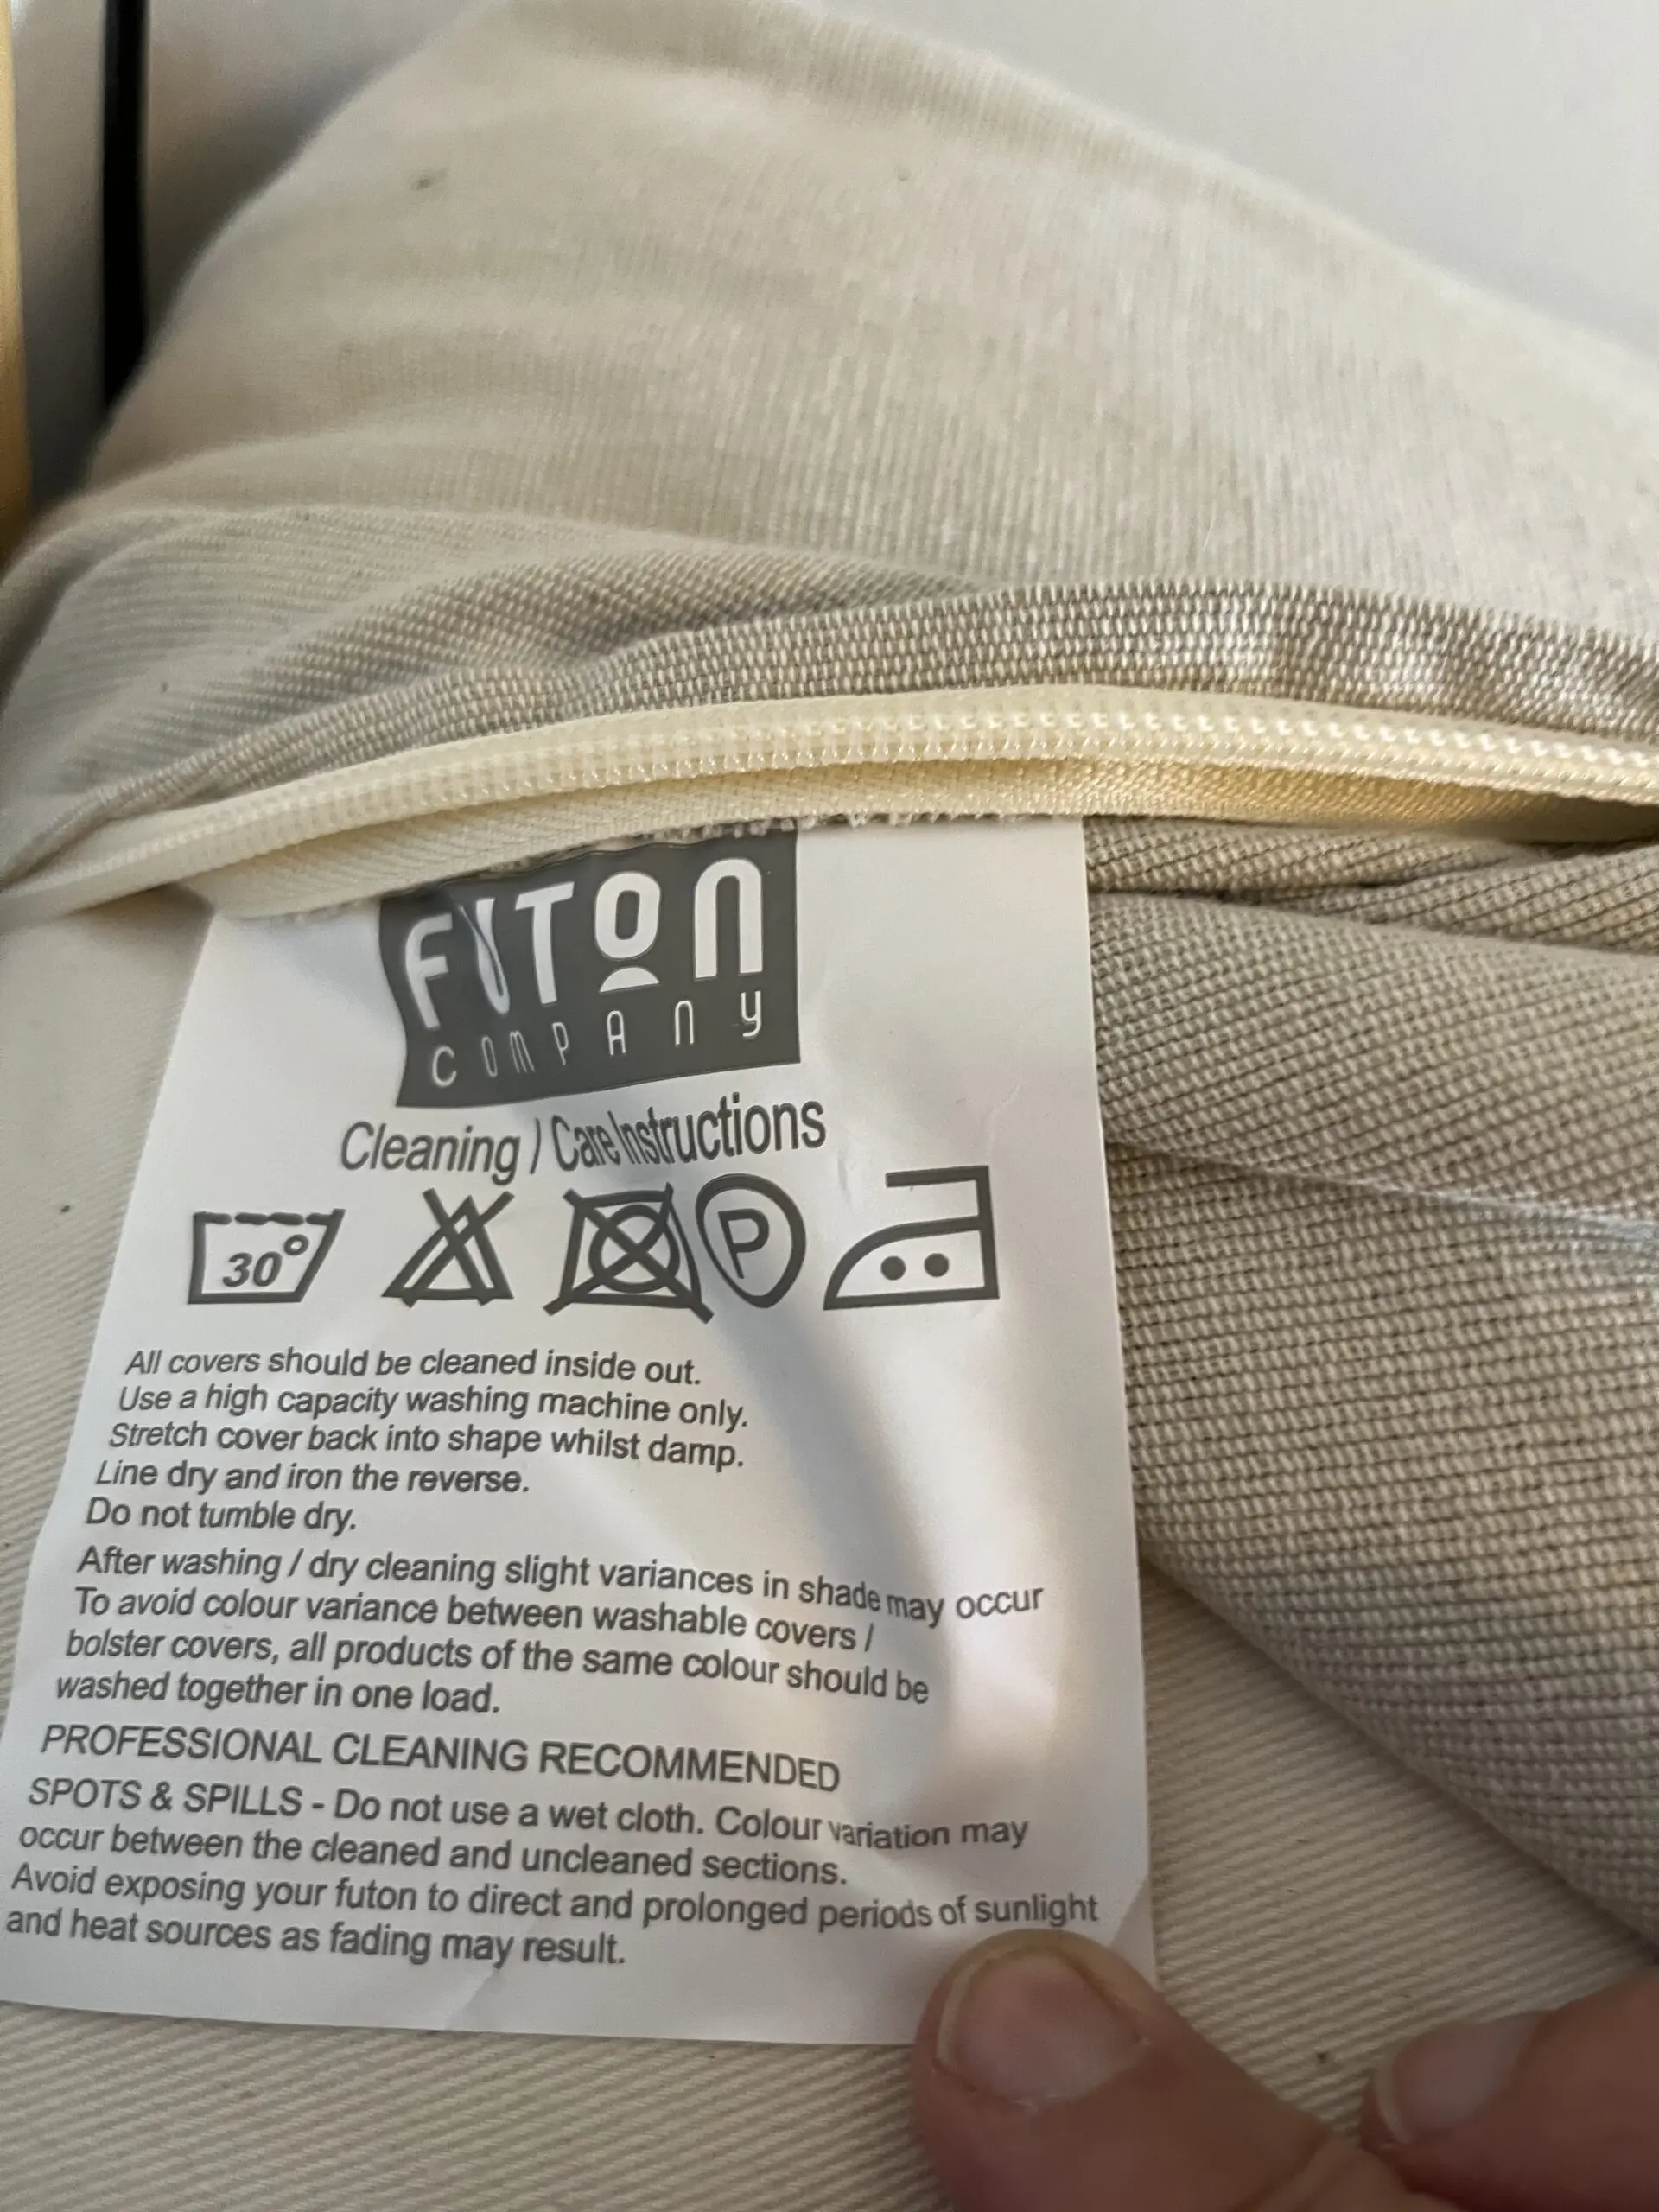 FUTON
COMPANY
Cleaning / Care Instructions
30°
P
All covers should be cleaned inside out.
Use a high capacity washing machine only.
Stretch cover back into shape whilst damp.
Line dry and iron the reverse.
Do not tumble dry.
After washing / dry cleaning slight variances in shade may occur
To avoid colour variance between washable covers /
bolster covers, all products of the same colour should be
washed together in one load.
PROFESSIONAL CLEANING RECOMMENDED
SPOTS & SPILLS - Do not use a wet cloth. Colour variation may
occur between the cleaned and uncleaned sections.
Avoid exposing your futon to direct and prolonged periods of sunlight
and heat sources as fading may result.